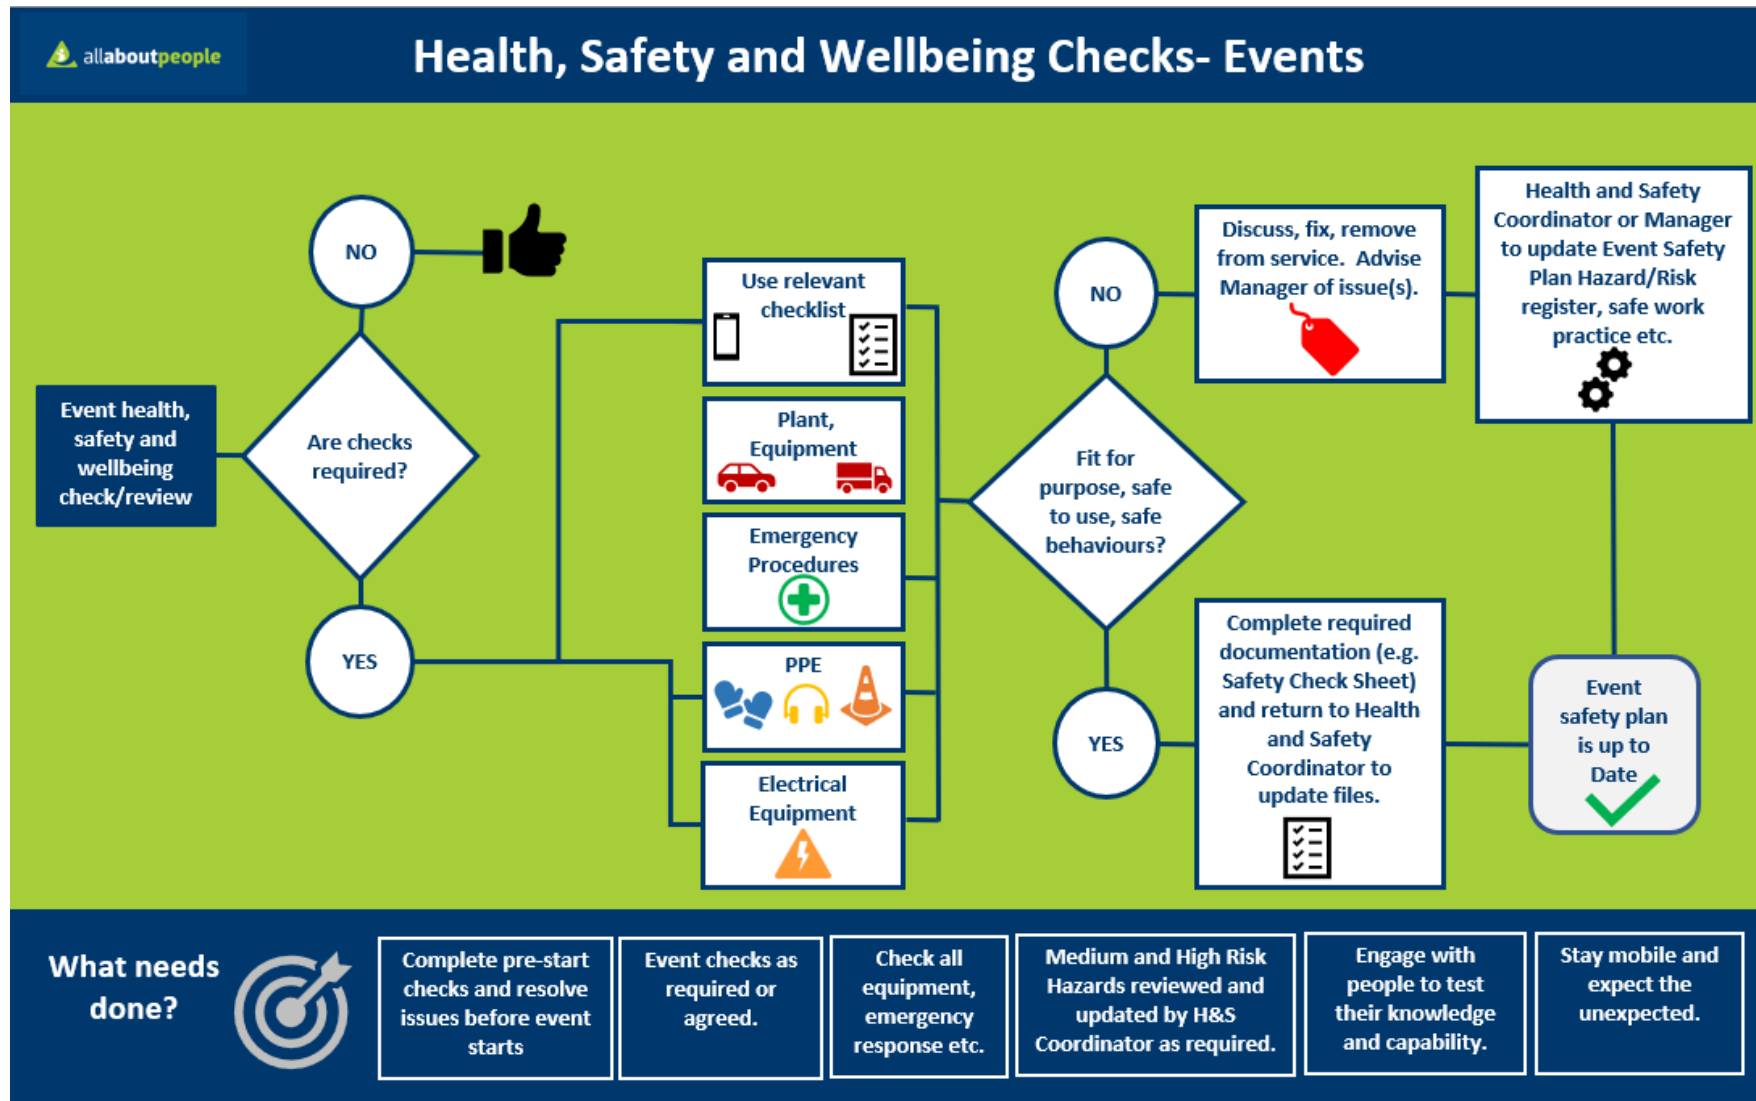 allaboutpeople
Health, Safety and Wellbeing Checks- Events
Event health,
safety and
wellbeing
check/review
NO
Are checks
required?
YES
Use relevant
checklist
Plant,
Equipment
Emergency
Procedures
PPE
Electrical
Equipment
NO
Fit for
purpose, safe
to use, safe
behaviours?
YES
Discuss, fix, remove
from service.  Advise
Manager of issue(s).
Health and Safety
Coordinator or Manager
to update Event Safety
Plan Hazard/Risk
register, safe work
practice etc.
Complete required
documentation (e.g.
Safety Check Sheet)
and return to Health
and Safety
Coordinator to
update files.
Event
safety plan
is up to
Date
What needs
done?
Complete pre-start
checks and resolve
issues before event
starts
Event checks as
required or
agreed.
Check all
equipment,
emergency
response etc.
Medium and High Risk
Hazards reviewed and
updated by H&S
Coordinator as required.
Engage with
people to test
their knowledge
and capability.
Stay mobile and
expect the
unexpected.